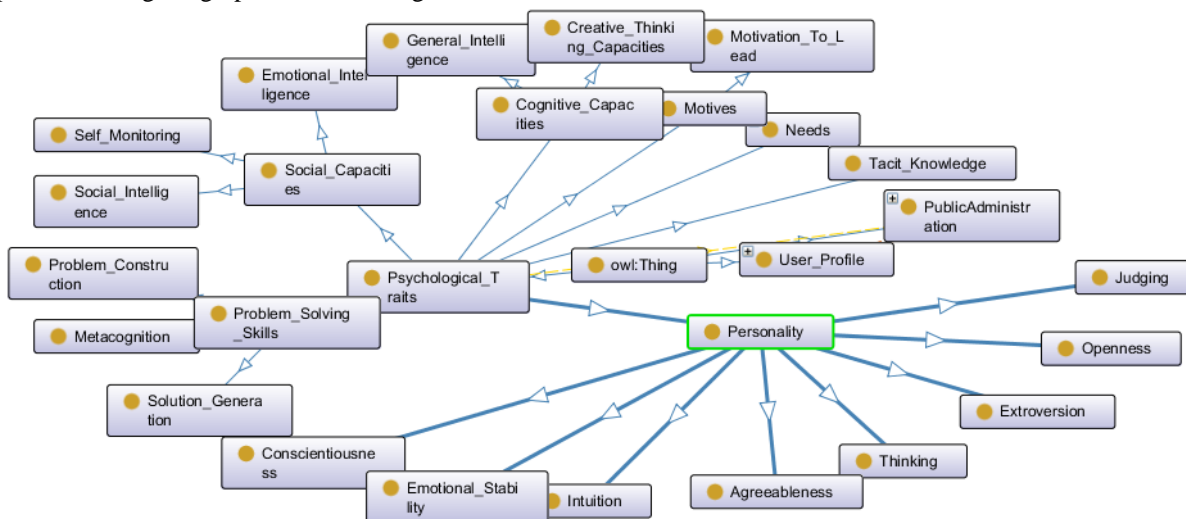 Creative_Thinki
ng_Capacities
General_Intelli
gence
Motivation_To_L
ead
Emotional_Intel
ligence
Cognitive_Capac
ities
Motives
Needs
Self_Monitoring
Social_Capaciti
es
Tacit_Knowledge
Social_Intellig
ence
PublicAdministr
ation
Problem_Constru
ction
Psychological_T
raits
owl:Thing
User_Profile
Judging
Metacognition
Problem_Solving
_Skills
Personality
Openness
Solution_Genera
tion
Extroversion
Conscientiousne
ss
Thinking
Emotional_Stabi
lity
Intuition
Agreeableness